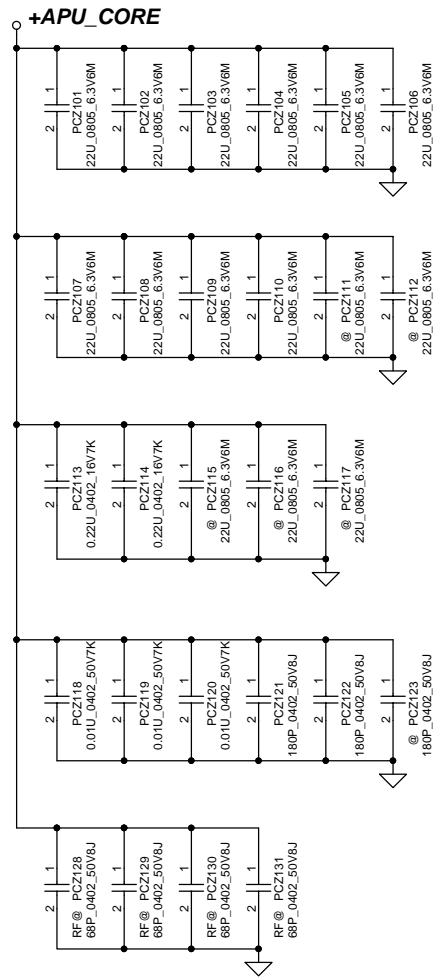 +APU_CORE
1
2
PCZ101
22U_0805_6.3V6M
1
2
PCZ102
22U_0805_6.3V6M
1
2
PCZ103
22U_0805_6.3V6M
1
2
PCZ104
22U_0805_6.3V6M
1
2
PCZ105
22U_0805_6.3V6M
1
2
PCZ106
22U_0805_6.3V6M
1
2
PCZ107
22U_0805_6.3V6M
1
2
PCZ108
22U_0805_6.3V6M
1
2
PCZ109
22U_0805_6.3V6M
1
2
PCZ110
22U_0805_6.3V6M
1
2
@ PCZ111
22U_0805_6.3V6M
1
2
@ PCZ112
22U_0805_6.3V6M
1
2
PCZ113
0.22U_0402_16V7K
1
2
PCZ114
0.22U_0402_16V7K
1
2
@ PCZ115
22U_0805_6.3V6M
1
2
@ PCZ116
22U_0805_6.3V6M
1
2
@ PCZ117
22U_0805_6.3V6M
1
2
PCZ118
0.01U_0402_50V7K
1
2
PCZ119
0.01U_0402_50V7K
1
2
PCZ120
0.01U_0402_50V7K
1
2
PCZ121
180P_0402_50V8J
1
2
PCZ122
180P_0402_50V8J
1
2
@ PCZ123
180P_0402_50V8J
1
2
RF@ PCZ128
68P_0402_50V8J
1
2
RF@ PCZ129
68P_0402_50V8J
1
2
RF@ PCZ130
68P_0402_50V8J
1
2
RF@ PCZ131
68P_0402_50V8J